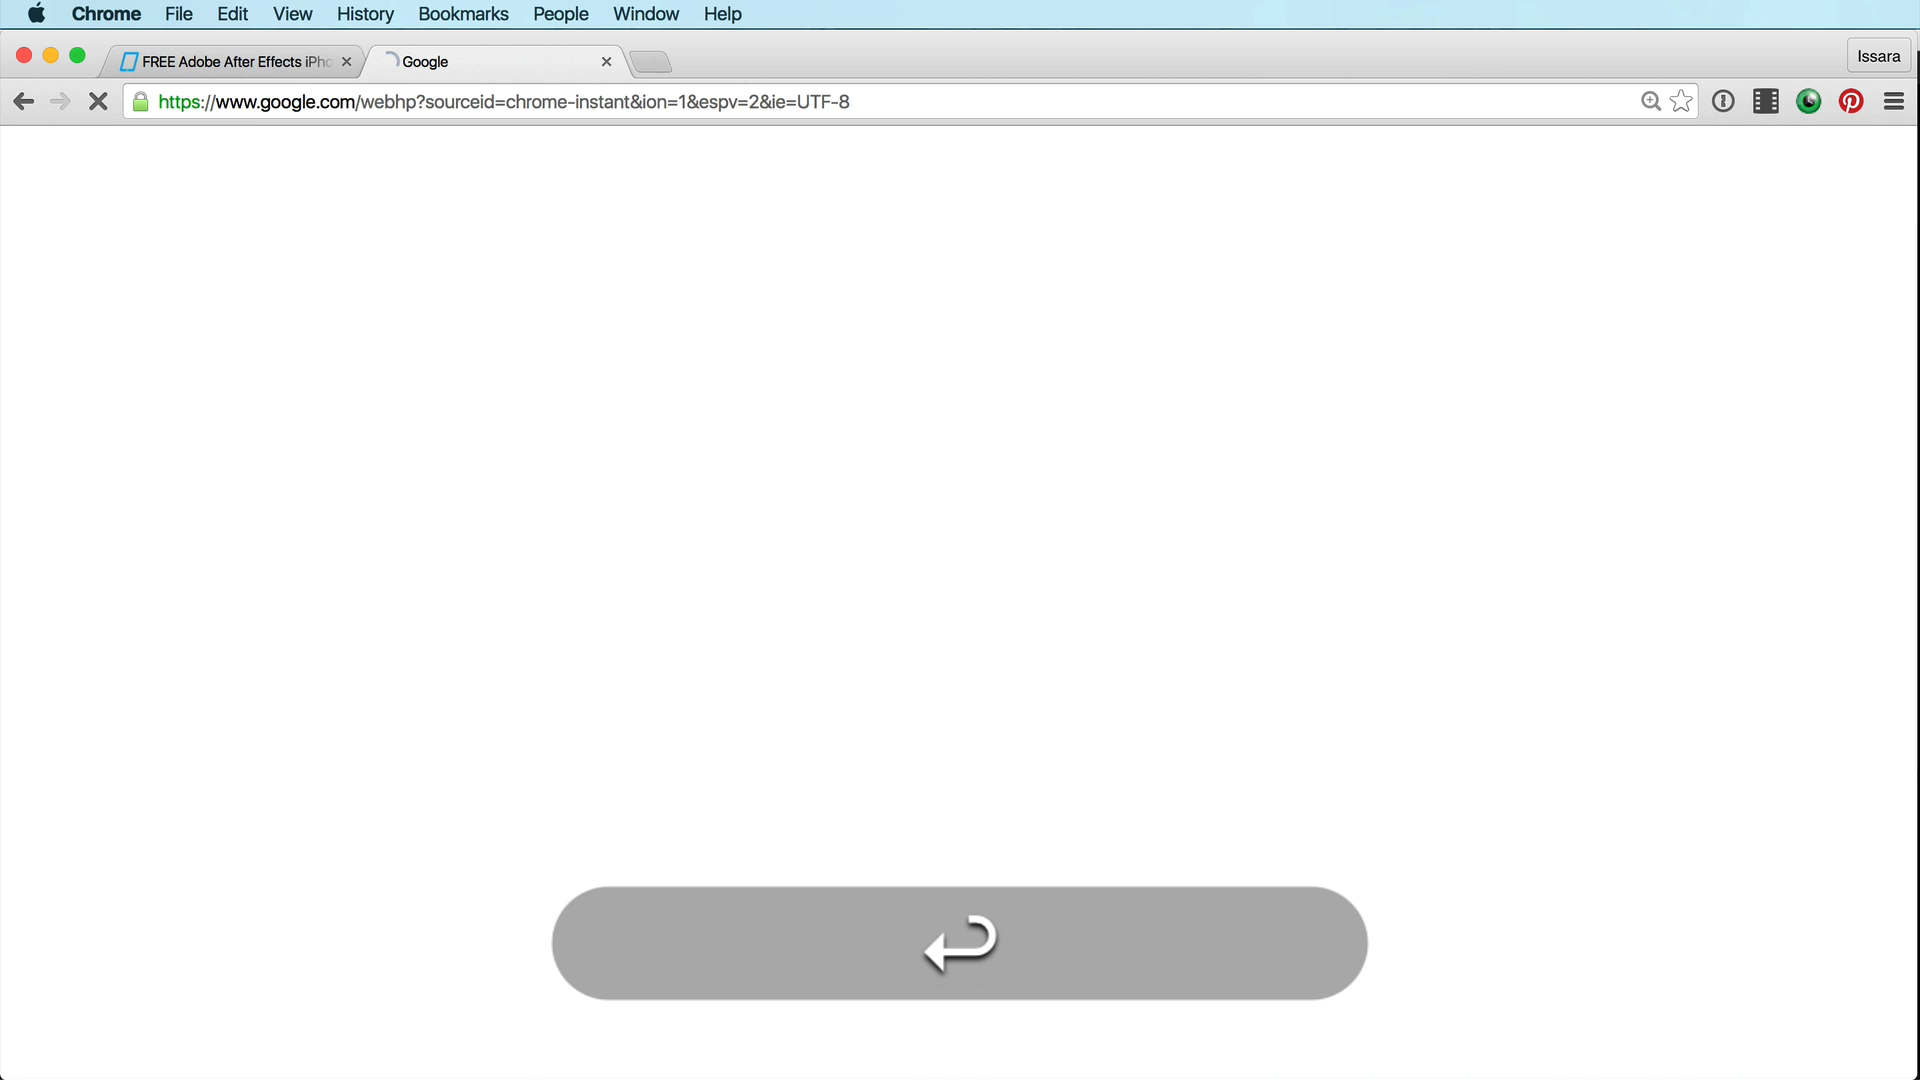 Chrome File Edit View History Bookmarks People Window Help
FREE Adobe After Effects iPho Google Issara
https://www.google.com/webhp?sourceid=chrome-instant&ion=1&espv=2&ie=UTF-8